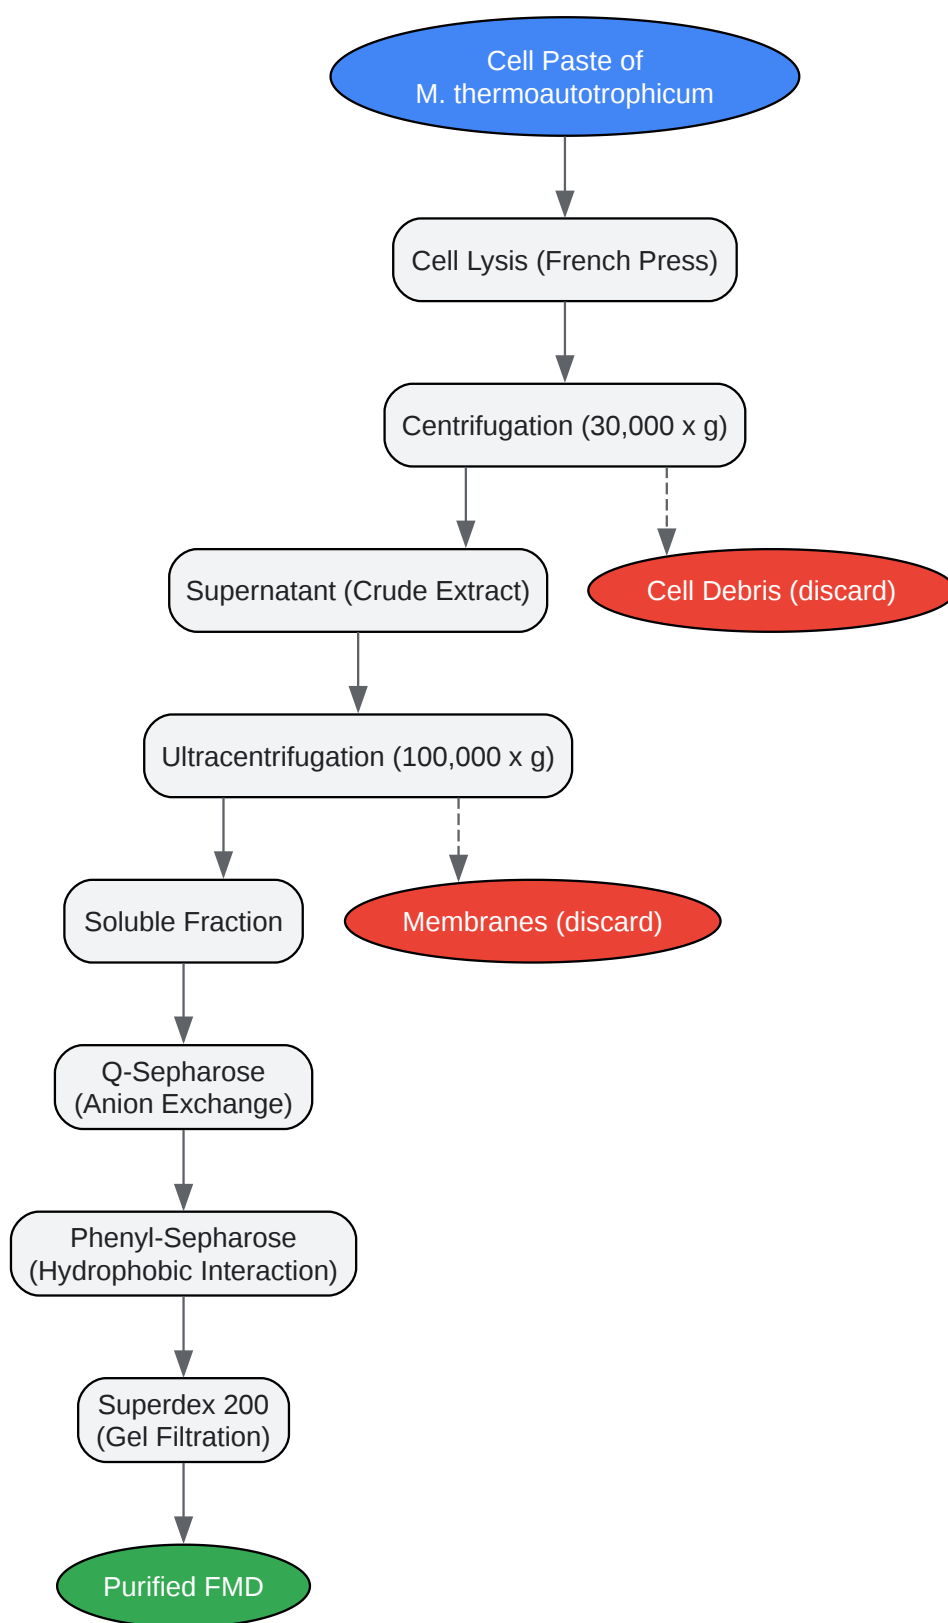 Cell Paste of
M. thermoautotrophicum
Cell Lysis (French Press)
Centrifugation (30,000 x g)
Supernatant (Crude Extract)
Cell Debris (discard)
Ultracentrifugation (100,000 x g)
Soluble Fraction
Membranes (discard)
Q-Sepharose
(Anion Exchange)
Phenyl-Sepharose
(Hydrophobic Interaction)
Superdex 200
(Gel Filtration)
Purified FMD